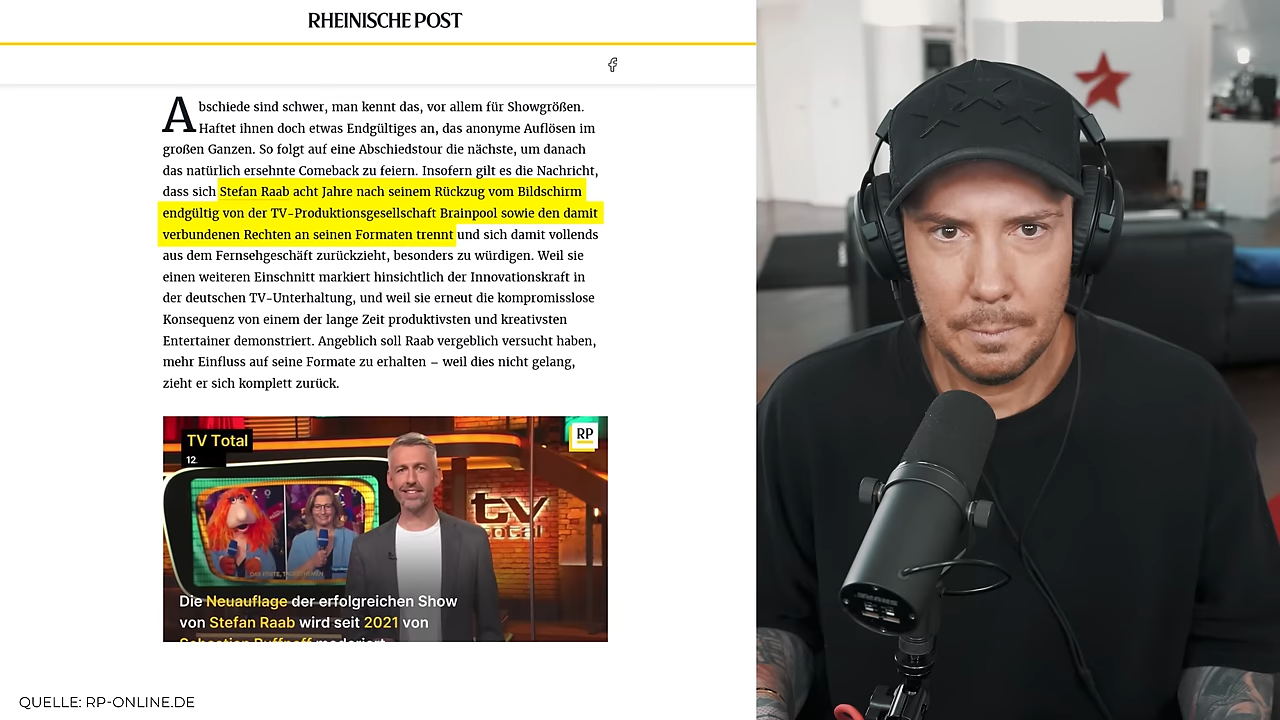 RHEINISCHE POST
Abschiede sind schwer, man kennt das, vor allem für Showgrößen.
Haftet ihnen doch etwas Endgültiges an, das anonyme Auflösen im
großen Ganzen. So folgt auf eine Abschiedstour die nächste, um danach
das natürlich ersehnte Comeback zu feiern. Insofern gilt es die Nachricht,
dass sich Stefan Raab acht Jahre nach seinem Rückzug vom Bildschirm
endgültig von der TV-Produktionsgesellschaft Brainpool sowie den damit
verbundenen Rechten an seinen Formaten trennt und sich damit vollends
aus dem Fernsehgeschäft zurückzieht, besonders zu würdigen. Weil sie
einen weiteren Einschnitt markiert hinsichtlich der Innovationskraft in
der deutschen TV-Unterhaltung, und weil sie erneut die kompromisslose
Konsequenz von einem der lange Zeit produktivsten und kreativsten
Entertainer demonstriert. Angeblich soll Raab vergeblich versucht haben,
mehr Einfluss auf seine Formate zu erhalten – weil dies nicht gelang,
zieht er sich komplett zurück.
TV Total
12.
RP
tv
total
Die Neuauflage der erfolgreichen Show
von Stefan Raab wird seit 2021 von
QUELLE: RP-ONLINE.DE